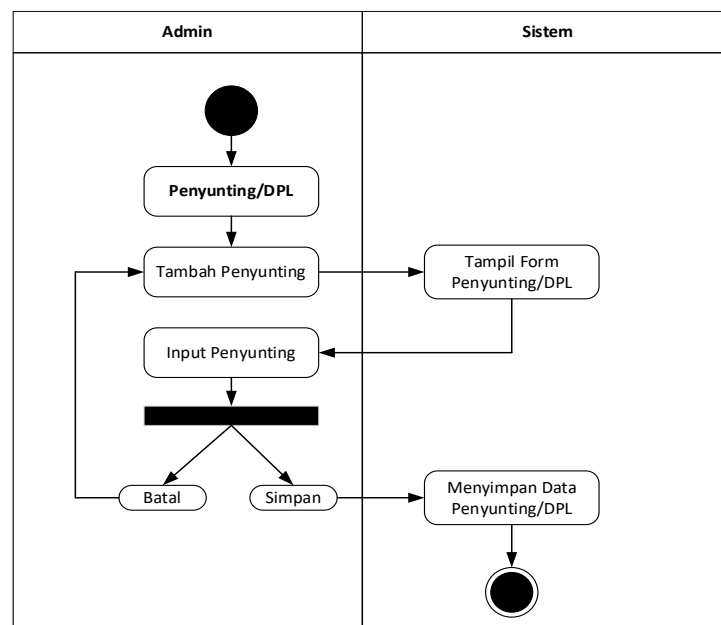 Admin
Sistem
Penyunting/DPL
Tambah Penyunting
Tampil Form
Penyunting/DPL
Input Penyunting
Batal
Simpan
Menyimpan Data
Penyunting/DPL